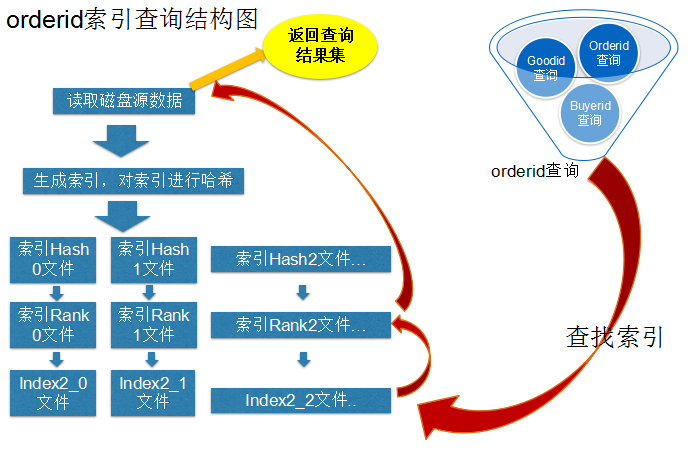 orderid索引查询结构图
返回查询
结果集
Goodid
查询
Orderid
查询
Buyerid
查询
orderid查询
读取磁盘源数据
生成索引，对索引进行哈希
索引Hash
0文件
索引Hash
1文件
索引Hash2文件...
索引Rank
0文件
索引Rank
1文件
索引Rank2文件...
查找索引
Index2_0
文件
Index2_1
文件
Index2_2文件..